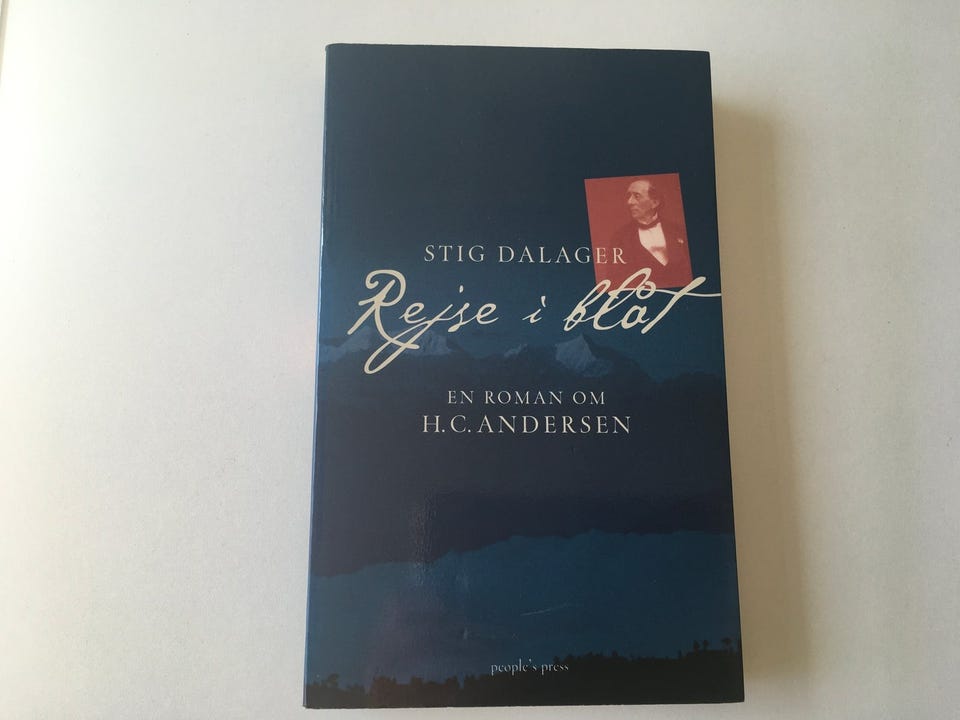 STIG DALAGER
Rejse i blåt
EN ROMAN OM
H.C. ANDERSEN
people's press